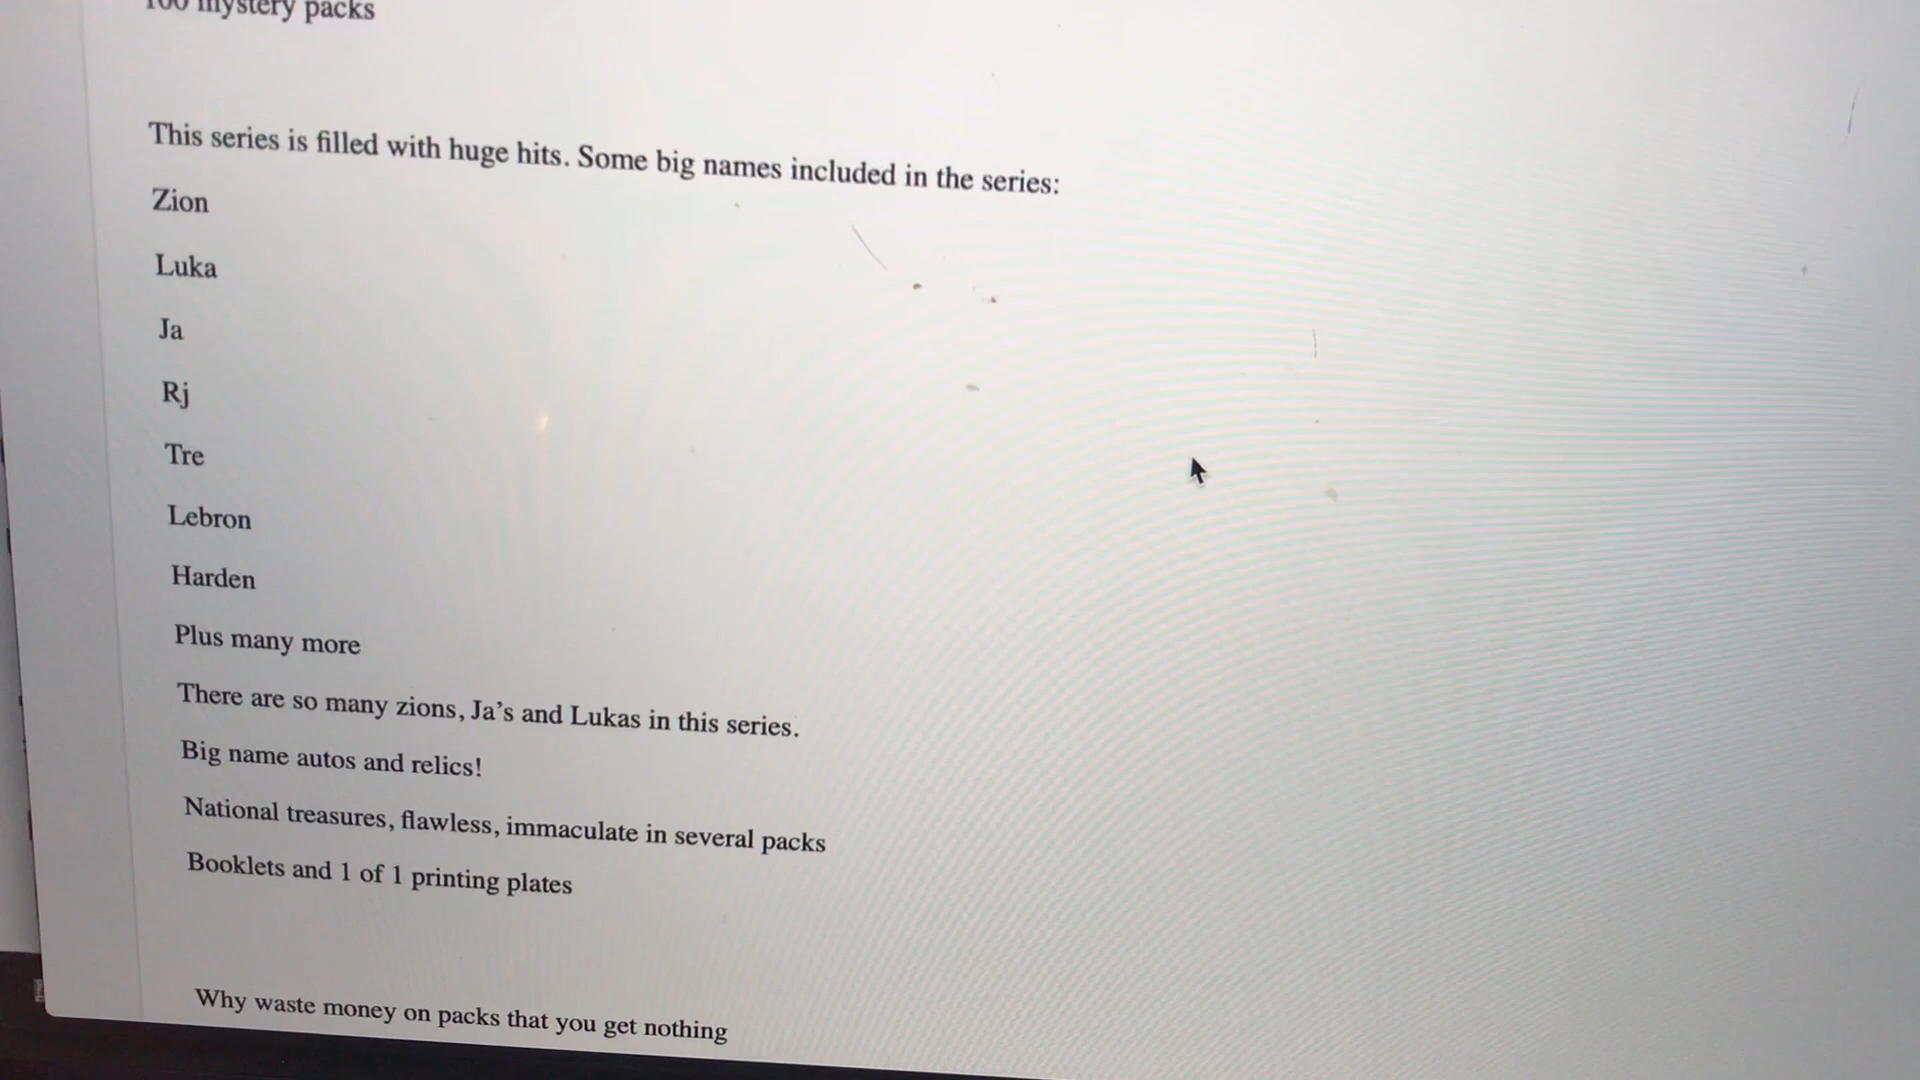 100 mystery packs
This series is filled with huge hits. Some big names included in the series:
Zion
Luka
Ja
Rj
Tre
Lebron
Harden
Plus many more
There are so many zions, Ja’s and Lukas in this series.
Big name autos and relics!
National treasures, flawless, immaculate in several packs
Booklets and 1 of 1 printing plates
Why waste money on packs that you get nothing